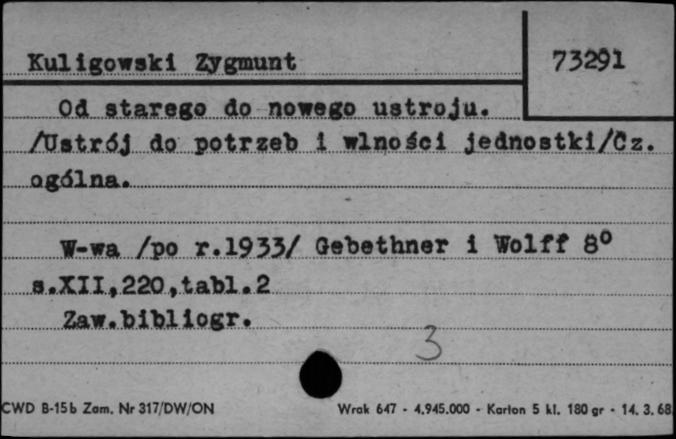 Kuligowski Zygmunt
73291
Od starego do nowego ustroju.
/Ustrój do potrzeb i wlności jednostki/Cz.
ogólna.
W-wa /po r.1933/ Gebethner i Wolff 8°
s.XII,220,tabl.2
Zaw.bibliogr.
3
CWD B-15b Zam. Nr 317/DW/ON
Wrak 647 - 4.945.000 - Karton 5 kl. 180 gr - 14. 3. 68